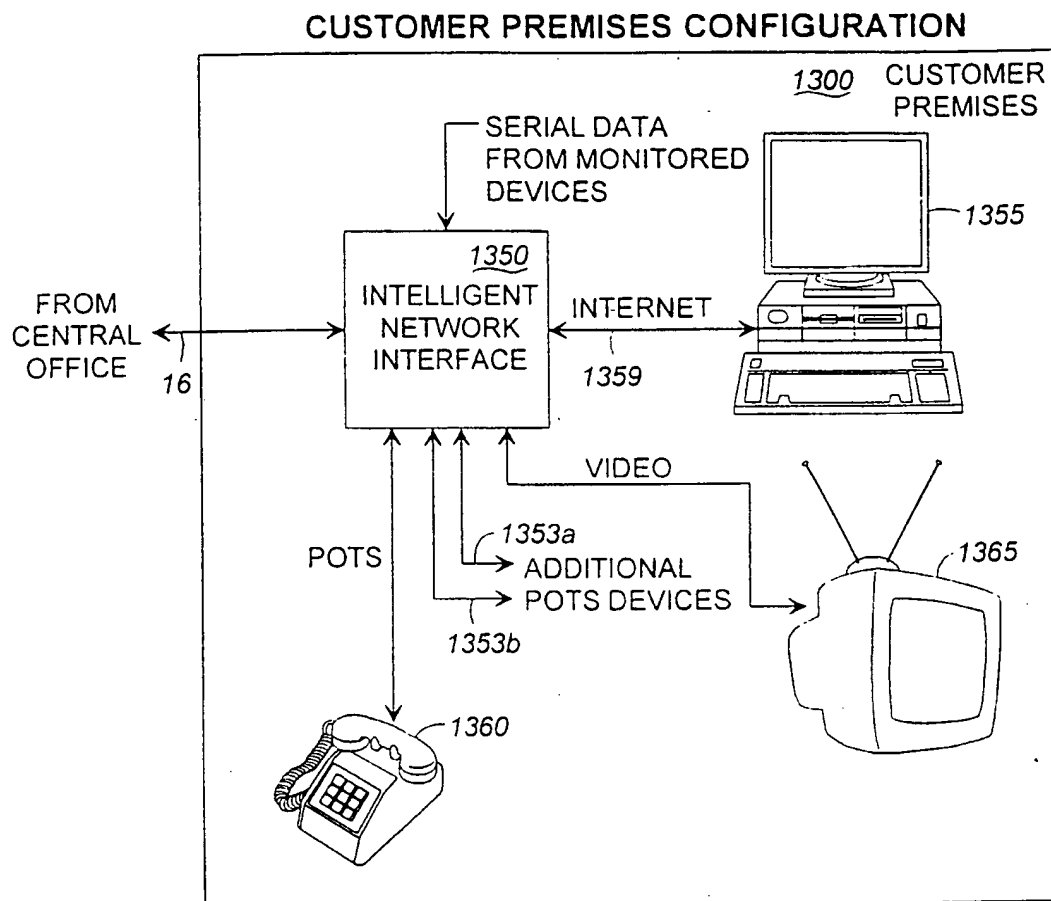 CUSTOMER PREMISES CONFIGURATION
1300 CUSTOMER
PREMISES
SERIAL DATA
FROM MONITORED
DEVICES
1355
1350
INTELLIGENT
NETWORK
INTERFACE
FROM
CENTRAL
OFFICE
16
INTERNET
1359
VIDEO
POTS
1353a
ADDITIONAL
POTS DEVICES
1353b
1365
1360